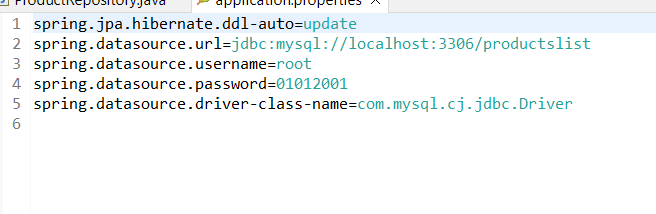 ProductRepository.java application.properties
1 spring.jpa.hibernate.ddl-auto=update
2 spring.datasource.url=jdbc:mysql://localhost:3306/productslist
3 spring.datasource.username=root
4 spring.datasource.password=01012001
5 spring.datasource.driver-class-name=com.mysql.cj.jdbc.Driver
6